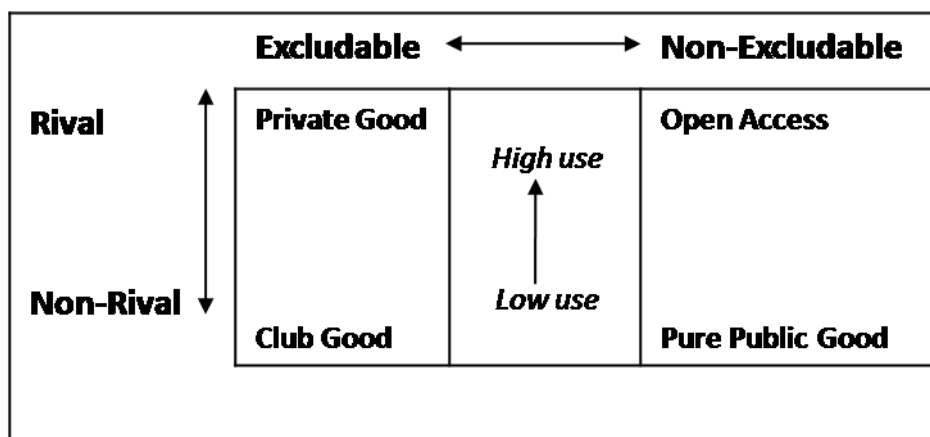 Excludable Non-Excludable
Rival Private Good Open Access
High use
Non-Rival Low use
Club Good Pure Public Good